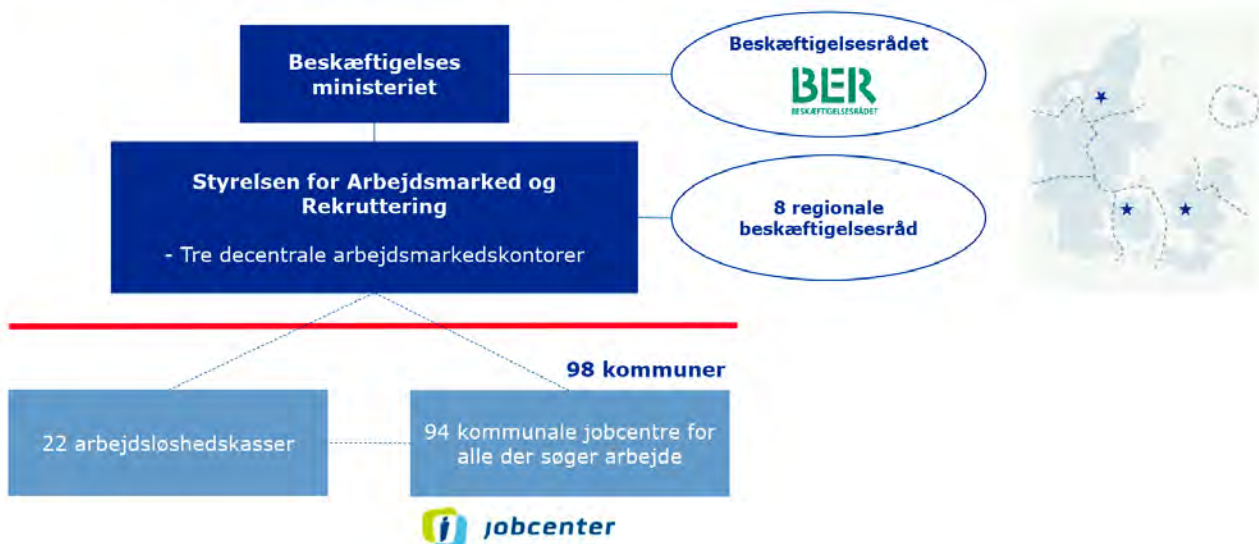 Beskæftigelses
ministeriet
Beskæftigelsesrådet
BER
BESKÆFTIGELSESRÅDET
Styrelsen for Arbejdsmarked og
Rekruttering
- Tre decentrale arbejdsmarkedskontorer
8 regionale
beskæftigelsesråd
98 kommuner
22 arbejdsløshedskasser
94 kommunale jobcentre for
alle der søger arbejde
jobcenter